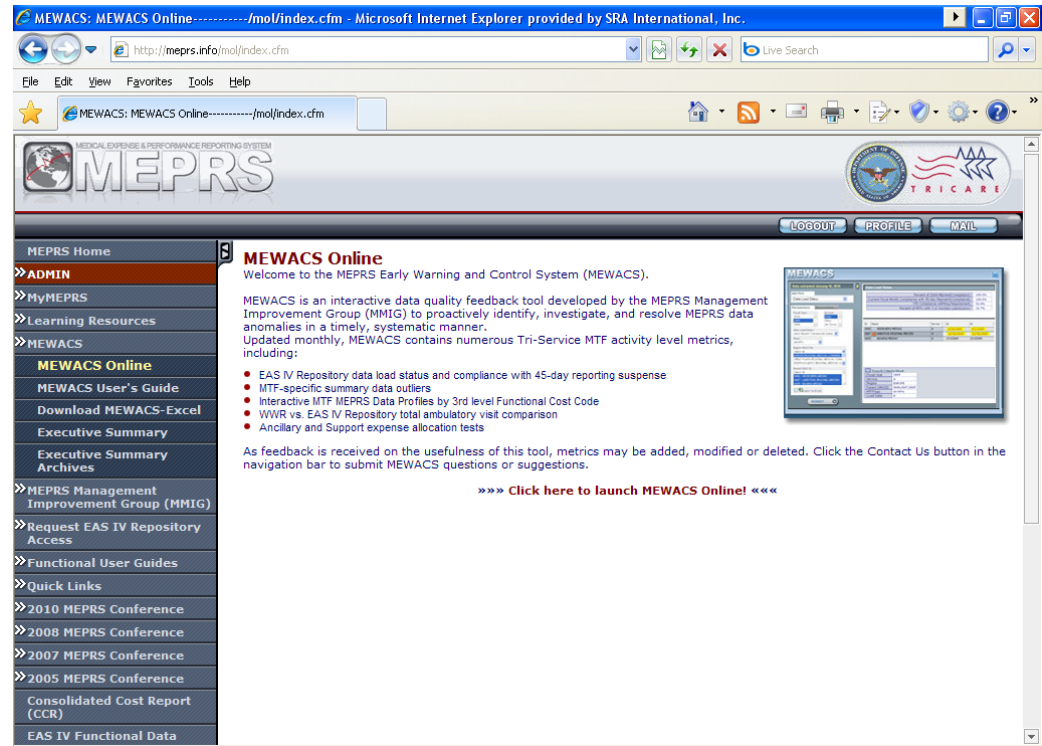 MEWACS: MEWACS Online-----------/mol/index.cfm - Microsoft Internet Explorer provided by SRA International, Inc.
http://meprs.info/mol/index.cfm
Live Search
File Edit View Favorites Tools Help
MEWACS: MEWACS Online-----------/mol/index.cfm
MEDICAL EXPENSE & PERFORMANCE REPORTING SYSTEM
MEPRS
TRICARE
LOGOUT PROFILE MAIL
MEPRS Home
»ADMIN
»MyMEPRS
»Learning Resources
»MEWACS
MEWACS Online
MEWACS User's Guide
Download MEWACS-Excel
Executive Summary
Executive Summary
Archives
»MEPRS Management
Improvement Group (MMIG)
»Request EAS IV Repository
Access
»Functional User Guides
»Quick Links
»2010 MEPRS Conference
»2008 MEPRS Conference
»2007 MEPRS Conference
»2005 MEPRS Conference
Consolidated Cost Report
(CCR)
EAS IV Functional Data
MEWACS Online
Welcome to the MEPRS Early Warning and Control System (MEWACS).
MEWACS is an interactive data quality feedback tool developed by the MEPRS Management
Improvement Group (MMIG) to proactively identify, investigate, and resolve MEPRS data
anomalies in a timely, systematic manner.
Updated monthly, MEWACS contains numerous Tri-Service MTF activity level metrics,
including:
• EAS IV Repository data load status and compliance with 45-day reporting suspense
• MTF-specific summary data outliers
• Interactive MTF MEPRS Data Profiles by 3rd level Functional Cost Code
• WWR vs. EAS IV Repository total ambulatory visit comparison
• Ancillary and Support expense allocation tests
As feedback is received on the usefulness of this tool, metrics may be added, modified or deleted. Click the Contact Us button in the
navigation bar to submit MEWACS questions or suggestions.
»»» Click here to launch MEWACS Online! «««
MEWACS